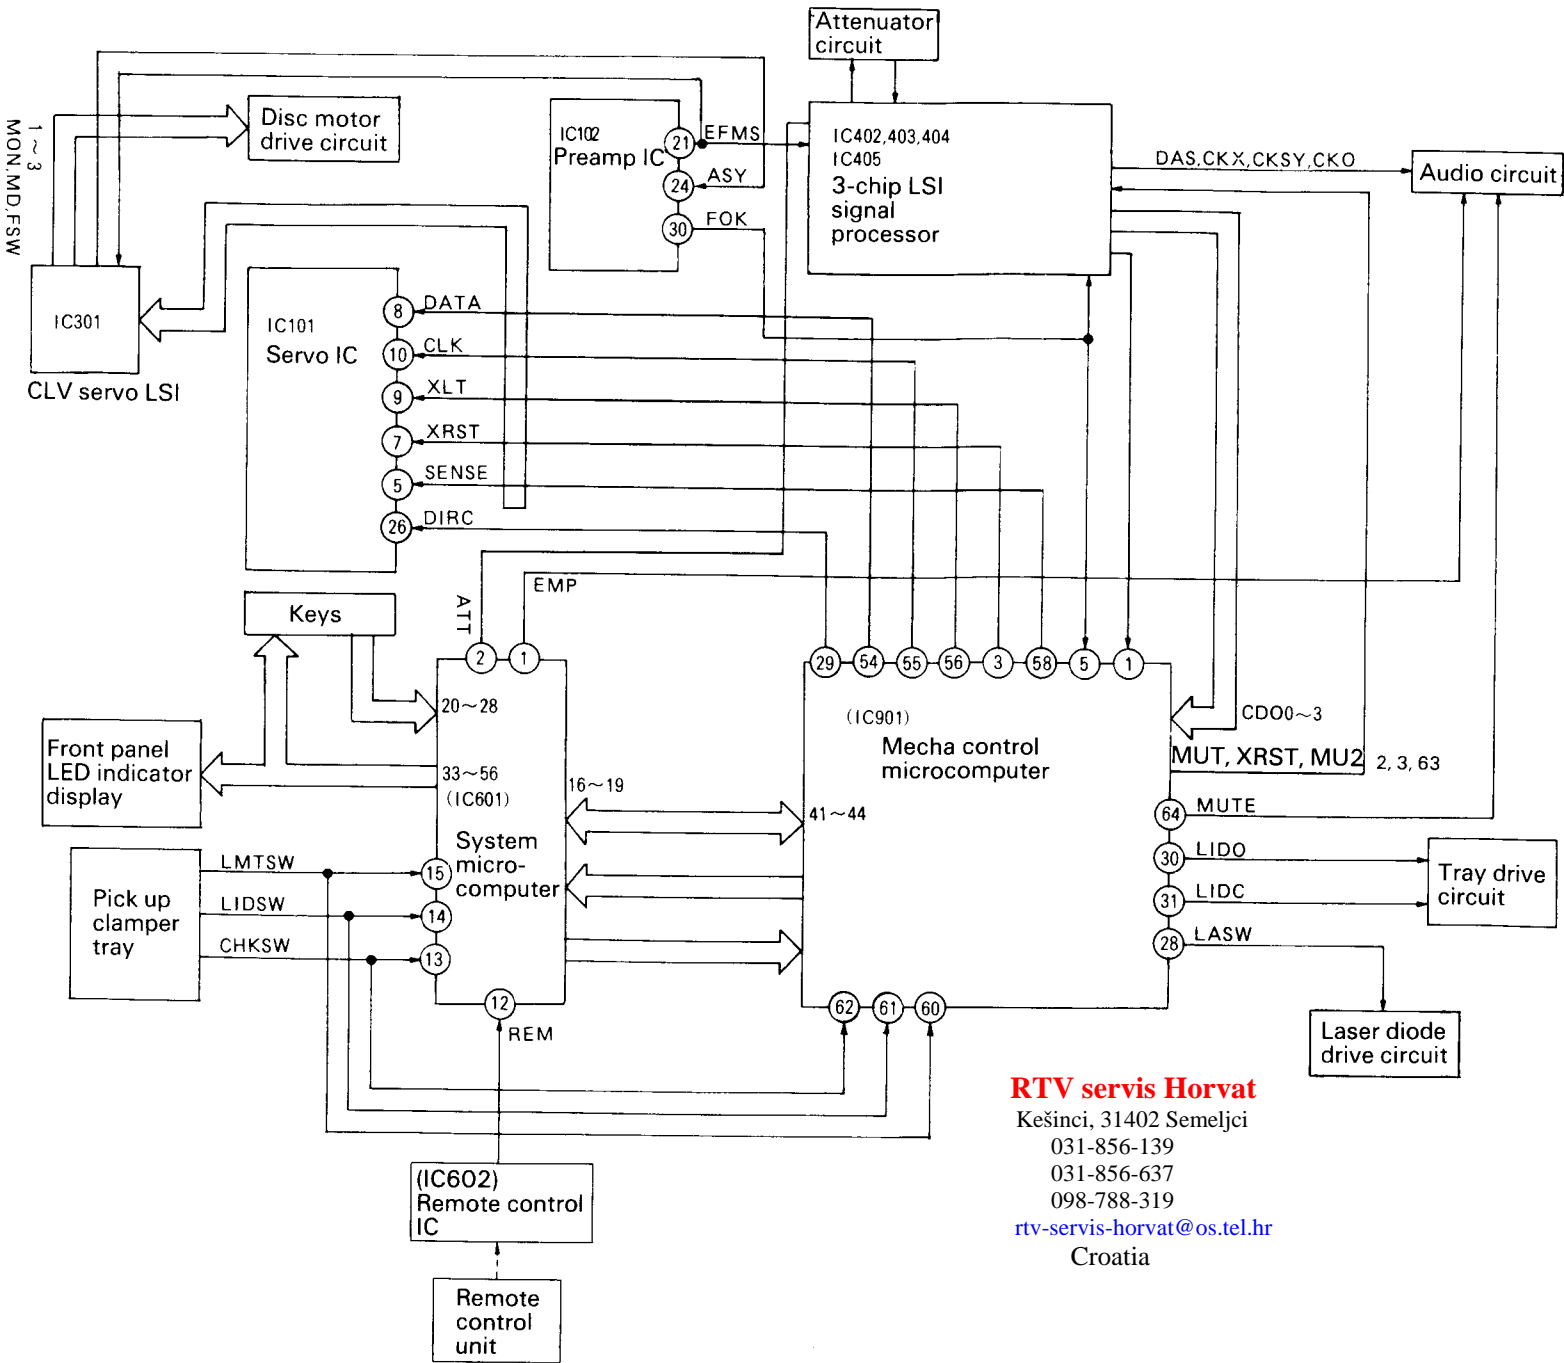 Attenuator
circuit
Disc motor
drive circuit
1~3
MON,MD,FSW
IC102
Preamp IC
21
EFMS
24
ASY
30
FOK
IC402,403,404
IC405
3-chip LSI
signal
processor
DAS,CKX,CKSY,CKO
Audio circuit
IC301
CLV servo LSI
IC101
Servo IC
8
DATA
10
CLK
9
XLT
7
XRST
5
SENSE
26
DIRC
ATT
EMP
Keys
2
1
29
54
55
56
3
58
5
1
20~28
33~56
(IC601)
System
micro-
computer
16~19
41~44
(IC901)
Mecha control
microcomputer
CDO0~3
MUT, XRST, MU2 2, 3, 63
Front panel
LED indicator
display
Pick up
clamper
tray
LMTSW
15
LIDSW
14
CHKSW
13
12
REM
62
61
60
64
MUTE
30
LIDO
31
LIDC
28
LASW
Tray drive
circuit
Laser diode
drive circuit
(IC602)
Remote control
IC
Remote
control
unit
RTV servis Horvat
Kešinci, 31402 Semeljci
031-856-139
031-856-637
098-788-319
rtv-servis-horvat@os.tel.hr
Croatia